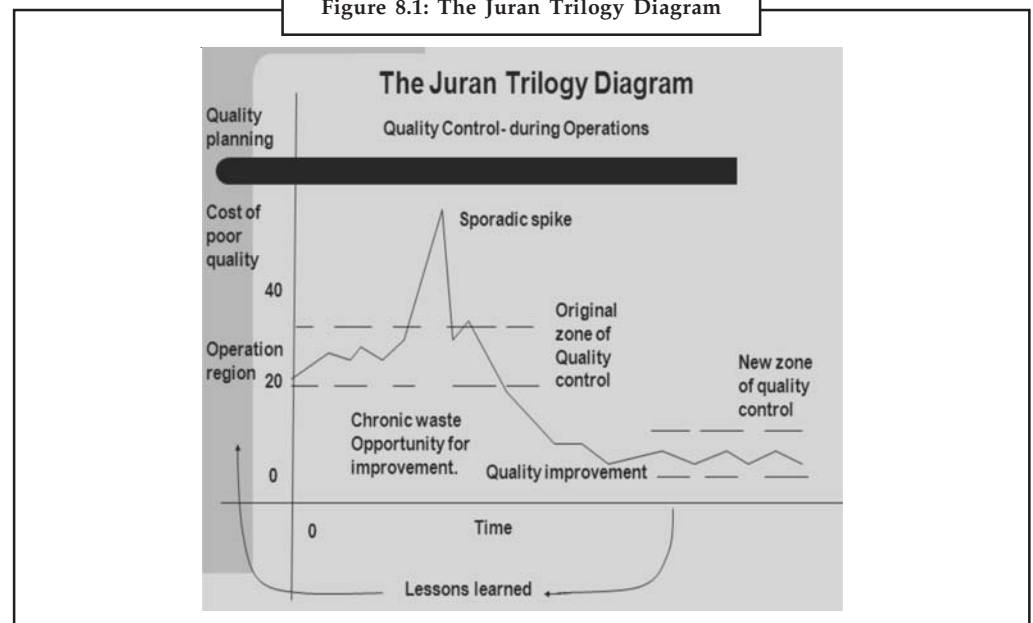 Figure 8.1: The Juran Trilogy Diagram
The Juran Trilogy Diagram
Quality
planning
Quality Control- during Operations
Cost of
poor
quality
Sporadic spike
40
Original
zone of
Quality
control
Operation
region
20
New zone
of quality
control
Chronic waste
Opportunity for
improvement.
Quality improvement
0
0
Time
Lessons learned